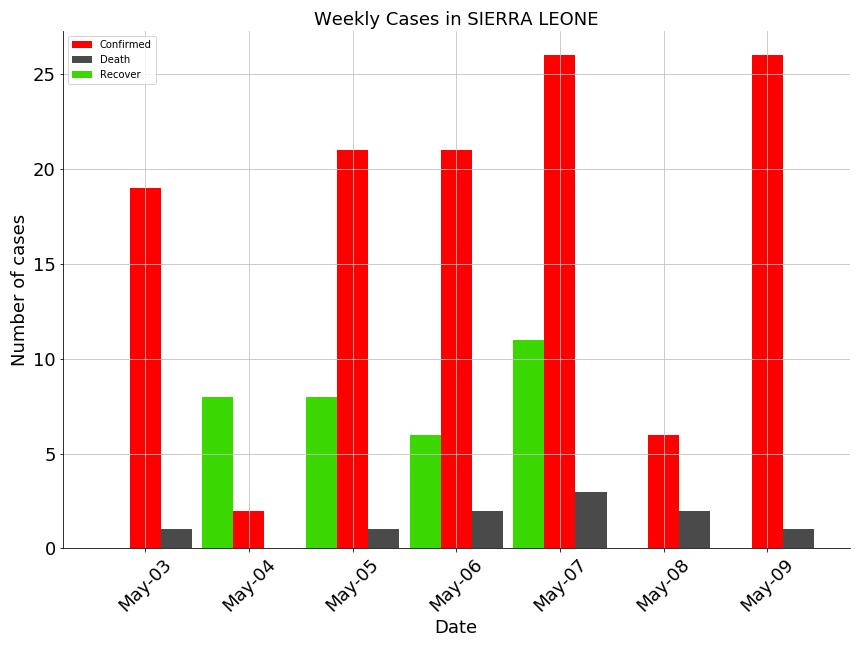 Weekly Cases in SIERRA LEONE
Confirmed
Death
Recover
Number of cases
25
20
15
10
5
0
May-03
May-04
May-05
May-06
May-07
May-08
May-09
Date